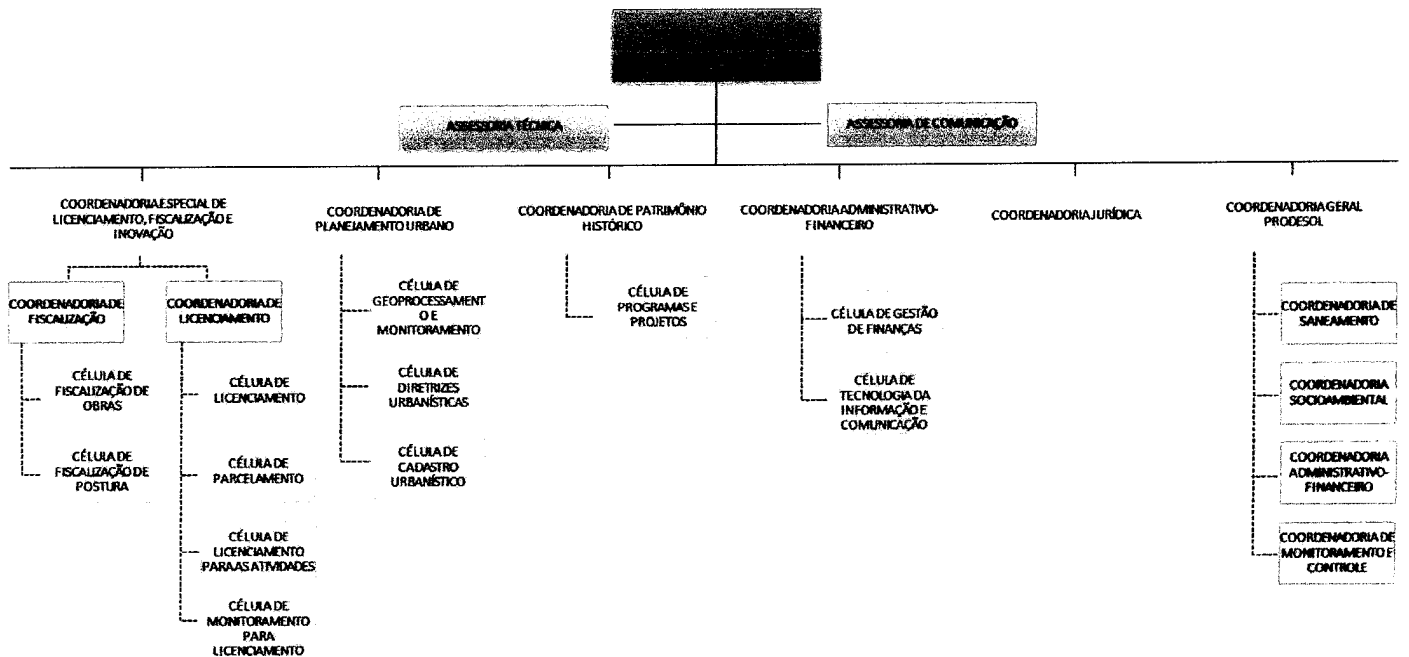 ASSESSORIA TÉCNICA
ASSESSORIA DE COMUNICAÇÃO
COORDENADORIA ESPECIAL DE
LICENCIAMENTO, FISCALIZAÇÃO E
INOVAÇÃO
COORDENADORIA DE
PLANEJAMENTO URBANO
COORDENADORIA DE PATRIMÔNIO
HISTÓRICO
COORDENADORIA ADMINISTRATIVO-
FINANCEIRO
COORDENADORIA JURÍDICA
COORDENADORIA GERAL
PRODESOL
COORDENADORIA DE
FISCALIZAÇÃO
CÉLULA DE
FISCALIZAÇÃO DE
OBRAS
CÉLULA DE
FISCALIZAÇÃO DE
POSTURA
COORDENADORIA DE
LICENCIAMENTO
CÉLULA DE
LICENCIAMENTO
CÉLULA DE
PARCELAMENTO
CÉLULA DE
LICENCIAMENTO
PARA AS ATIVIDADES
CÉLULA DE
MONITORAMENTO
PARA
LICENCIAMENTO
CÉLULA DE
GEOPROCESSAMENT
O E
MONITORAMENTO
CÉLULA DE
DIRETRIZES
URBANÍSTICAS
CÉLULA DE
CADASTRO
URBANÍSTICO
CÉLULA DE
PROGRAMAS E
PROJETOS
CÉLULA DE GESTÃO
DE FINANÇAS
CÉLULA DE
TECNOLOGIA DA
INFORMAÇÃO E
COMUNICAÇÃO
COORDENADORIA DE
SANEAMENTO
COORDENADORIA
SOCIOAMBIENTAL
COORDENADORIA
ADMINISTRATIVO-
FINANCEIRO
COORDENADORIA DE
MONITORAMENTO E
CONTROLE